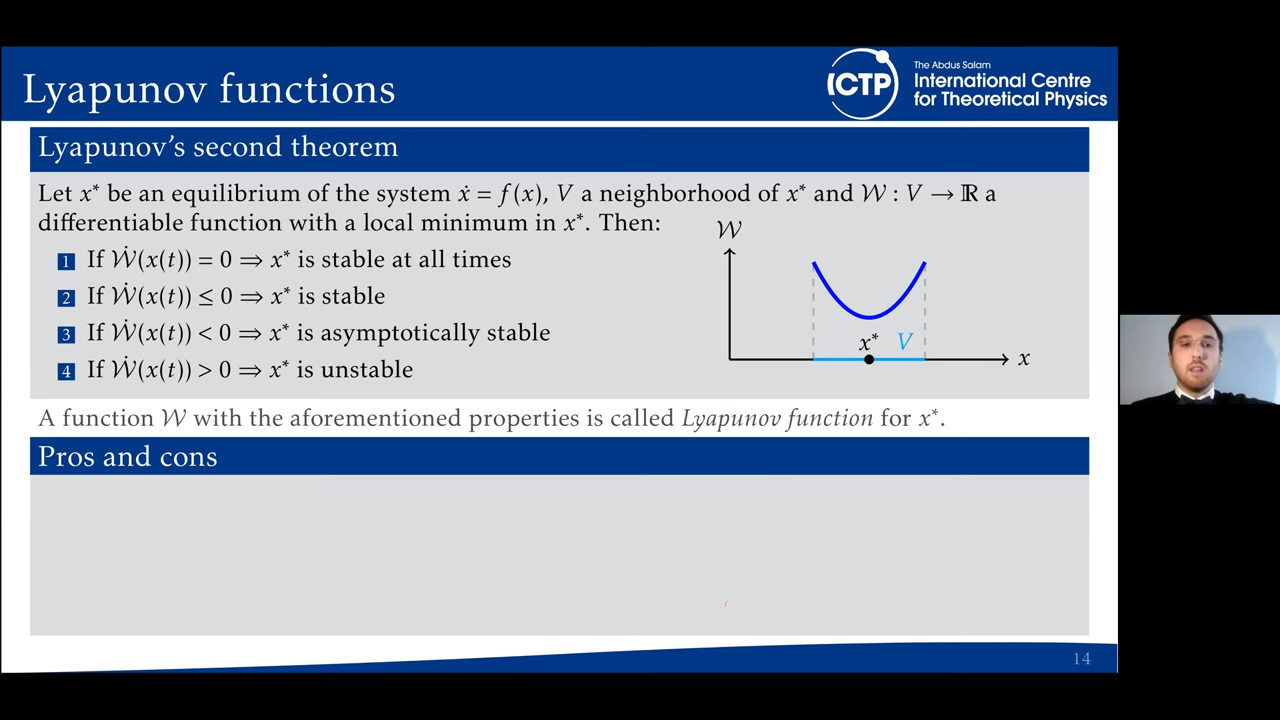 Lyapunov functions
ICTP
The Abdus Salam
International Centre
for Theoretical Physics
Lyapunov's second theorem
Let x* be an equilibrium of the system ẋ = f(x), V a neighborhood of x* and 𝒲 : V → ℝ a
differentiable function with a local minimum in x*. Then:
1 If 𝒲̇(x(t)) = 0 ⇒ x* is stable at all times
2 If 𝒲̇(x(t)) ≤ 0 ⇒ x* is stable
3 If 𝒲̇(x(t)) < 0 ⇒ x* is asymptotically stable
4 If 𝒲̇(x(t)) > 0 ⇒ x* is unstable
𝒲
x* V
x
A function 𝒲 with the aforementioned properties is called Lyapunov function for x*.
Pros and cons
14